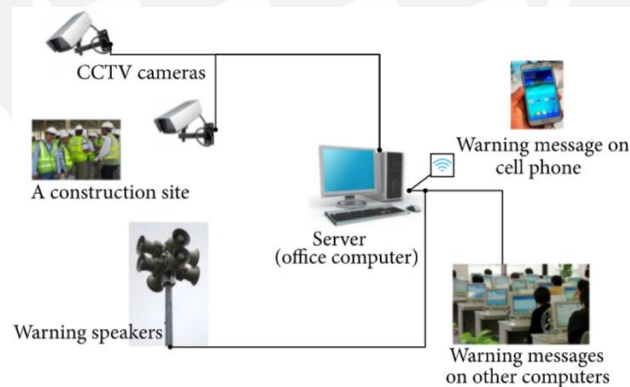 CCTV cameras
Warning message on
cell phone
A construction site
Server
(office computer)
Warning speakers
Warning messages
on other computers